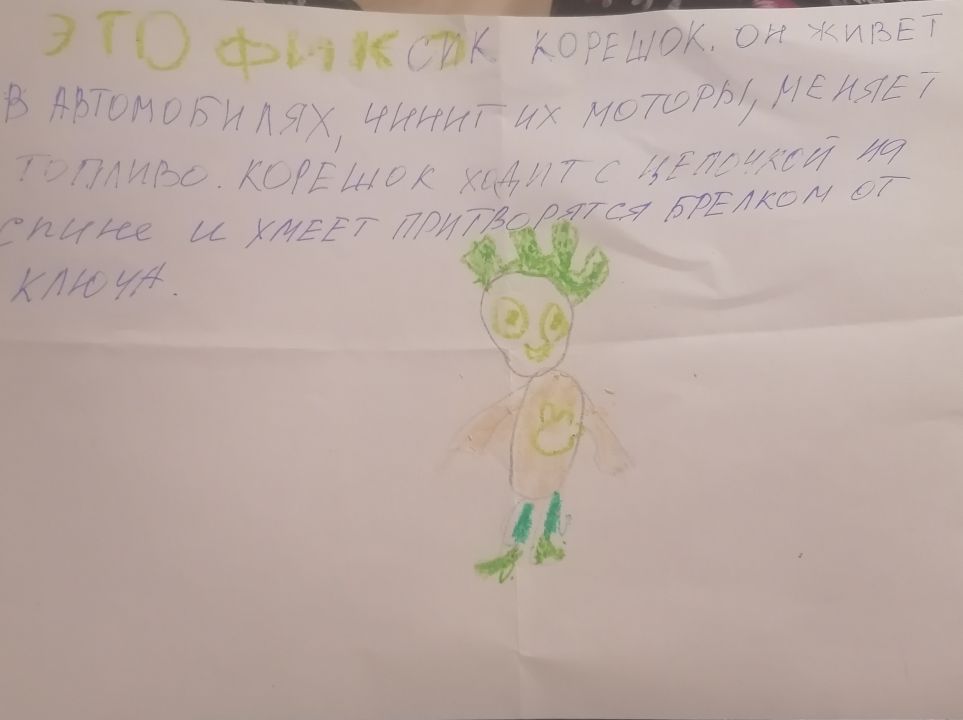 ЭТО ФИКСИК КОРЕШОК. ОН ЖИВЕТ
В АВТОМОБИЛЯХ, ЧИНИТ ИХ МОТОРЫ, МЕНЯЕТ
ТОПЛИВО. КОРЕШОК ХОДИТ С ЦЕПОЧКОЙ НА
СПИНЕ И УМЕЕТ ПРИТВОРЯТСЯ БРЕЛКОМ ОТ
КЛЮЧА.